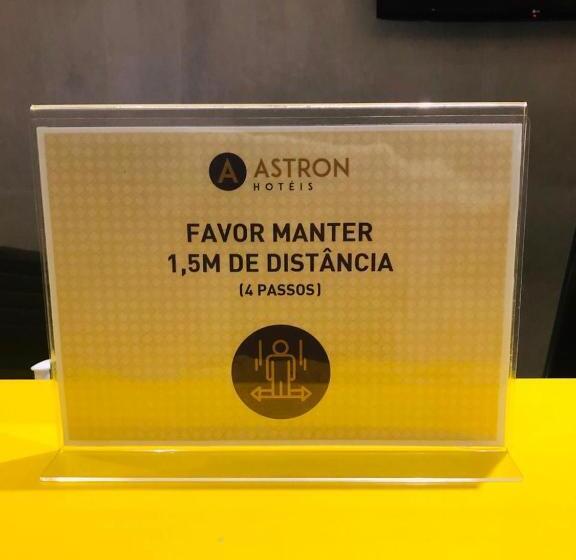 A ASTRON
HOTÉIS
FAVOR MANTER
1,5M DE DISTÂNCIA
(4 PASSOS)